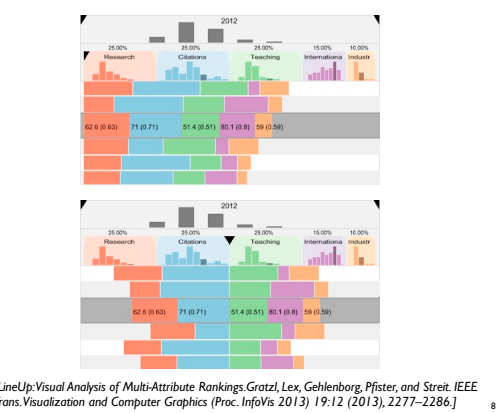 2012
25.00% 25.00% 25.00% 15.00% 10.00%
Research Citations Teaching Internationa Industr
62.6 (0.63) 71 (0.71) 51.4 (0.51) 80.1 (0.8) 59 (0.59)
2012
25.00% 25.00% 25.00% 15.00% 10.00%
Research Citations Teaching Internationa Industr
62.6 (0.63) 71 (0.71) 51.4 (0.51) 80.1 (0.8) 59 (0.59)
LineUp: Visual Analysis of Multi-Attribute Rankings. Gratzl, Lex, Gehlenborg, Pfister, and Streit. IEEE
rans. Visualization and Computer Graphics (Proc. InfoVis 2013) 19:12 (2013), 2277–2286.]
8